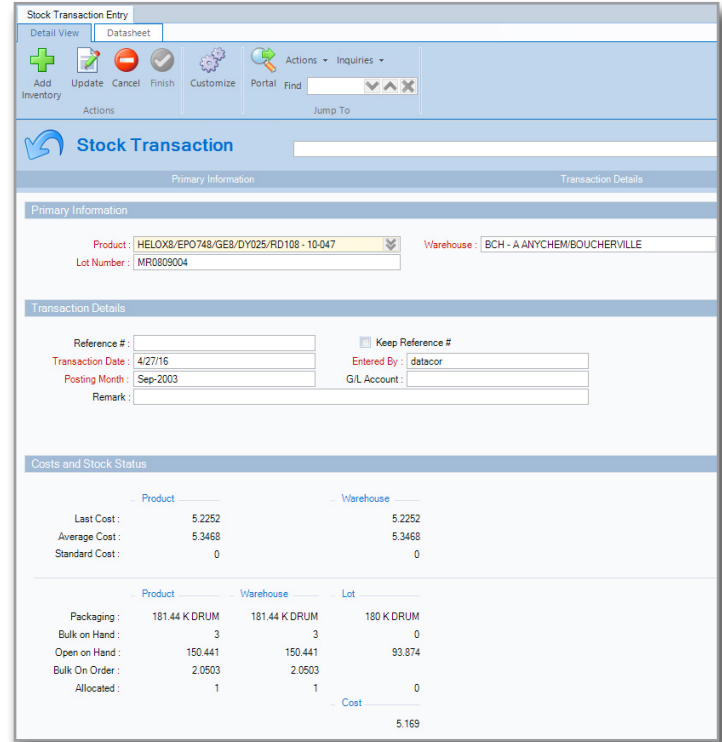 Stock Transaction Entry
Detail View Datasheet
Add Inventory Update Cancel Finish Customize Portal Actions Inquiries
Find
Actions Jump To
Stock Transaction
Primary Information Transaction Details
Primary Information
Product : HELOX8/EPO748/GE8/DY025/RD108 - 10-047 Warehouse : BCH - A ANYCHEM/BOUCHERVILLE
Lot Number : MR0809004
Transaction Details
Reference # : Keep Reference #
Transaction Date : 4/27/16 Entered By : datacor
Posting Month : Sep-2003 G/L Account :
Remark :
Costs and Stock Status
Product Warehouse
Last Cost : 5.2252 5.2252
Average Cost : 5.3468 5.3468
Standard Cost : 0 0
Product Warehouse Lot
Packaging : 181.44 K DRUM 181.44 K DRUM 180 K DRUM
Bulk on Hand : 3 3 0
Open on Hand : 150.441 150.441 93.874
Bulk On Order : 2.0503 2.0503
Allocated : 1 1 0
Cost
5.169